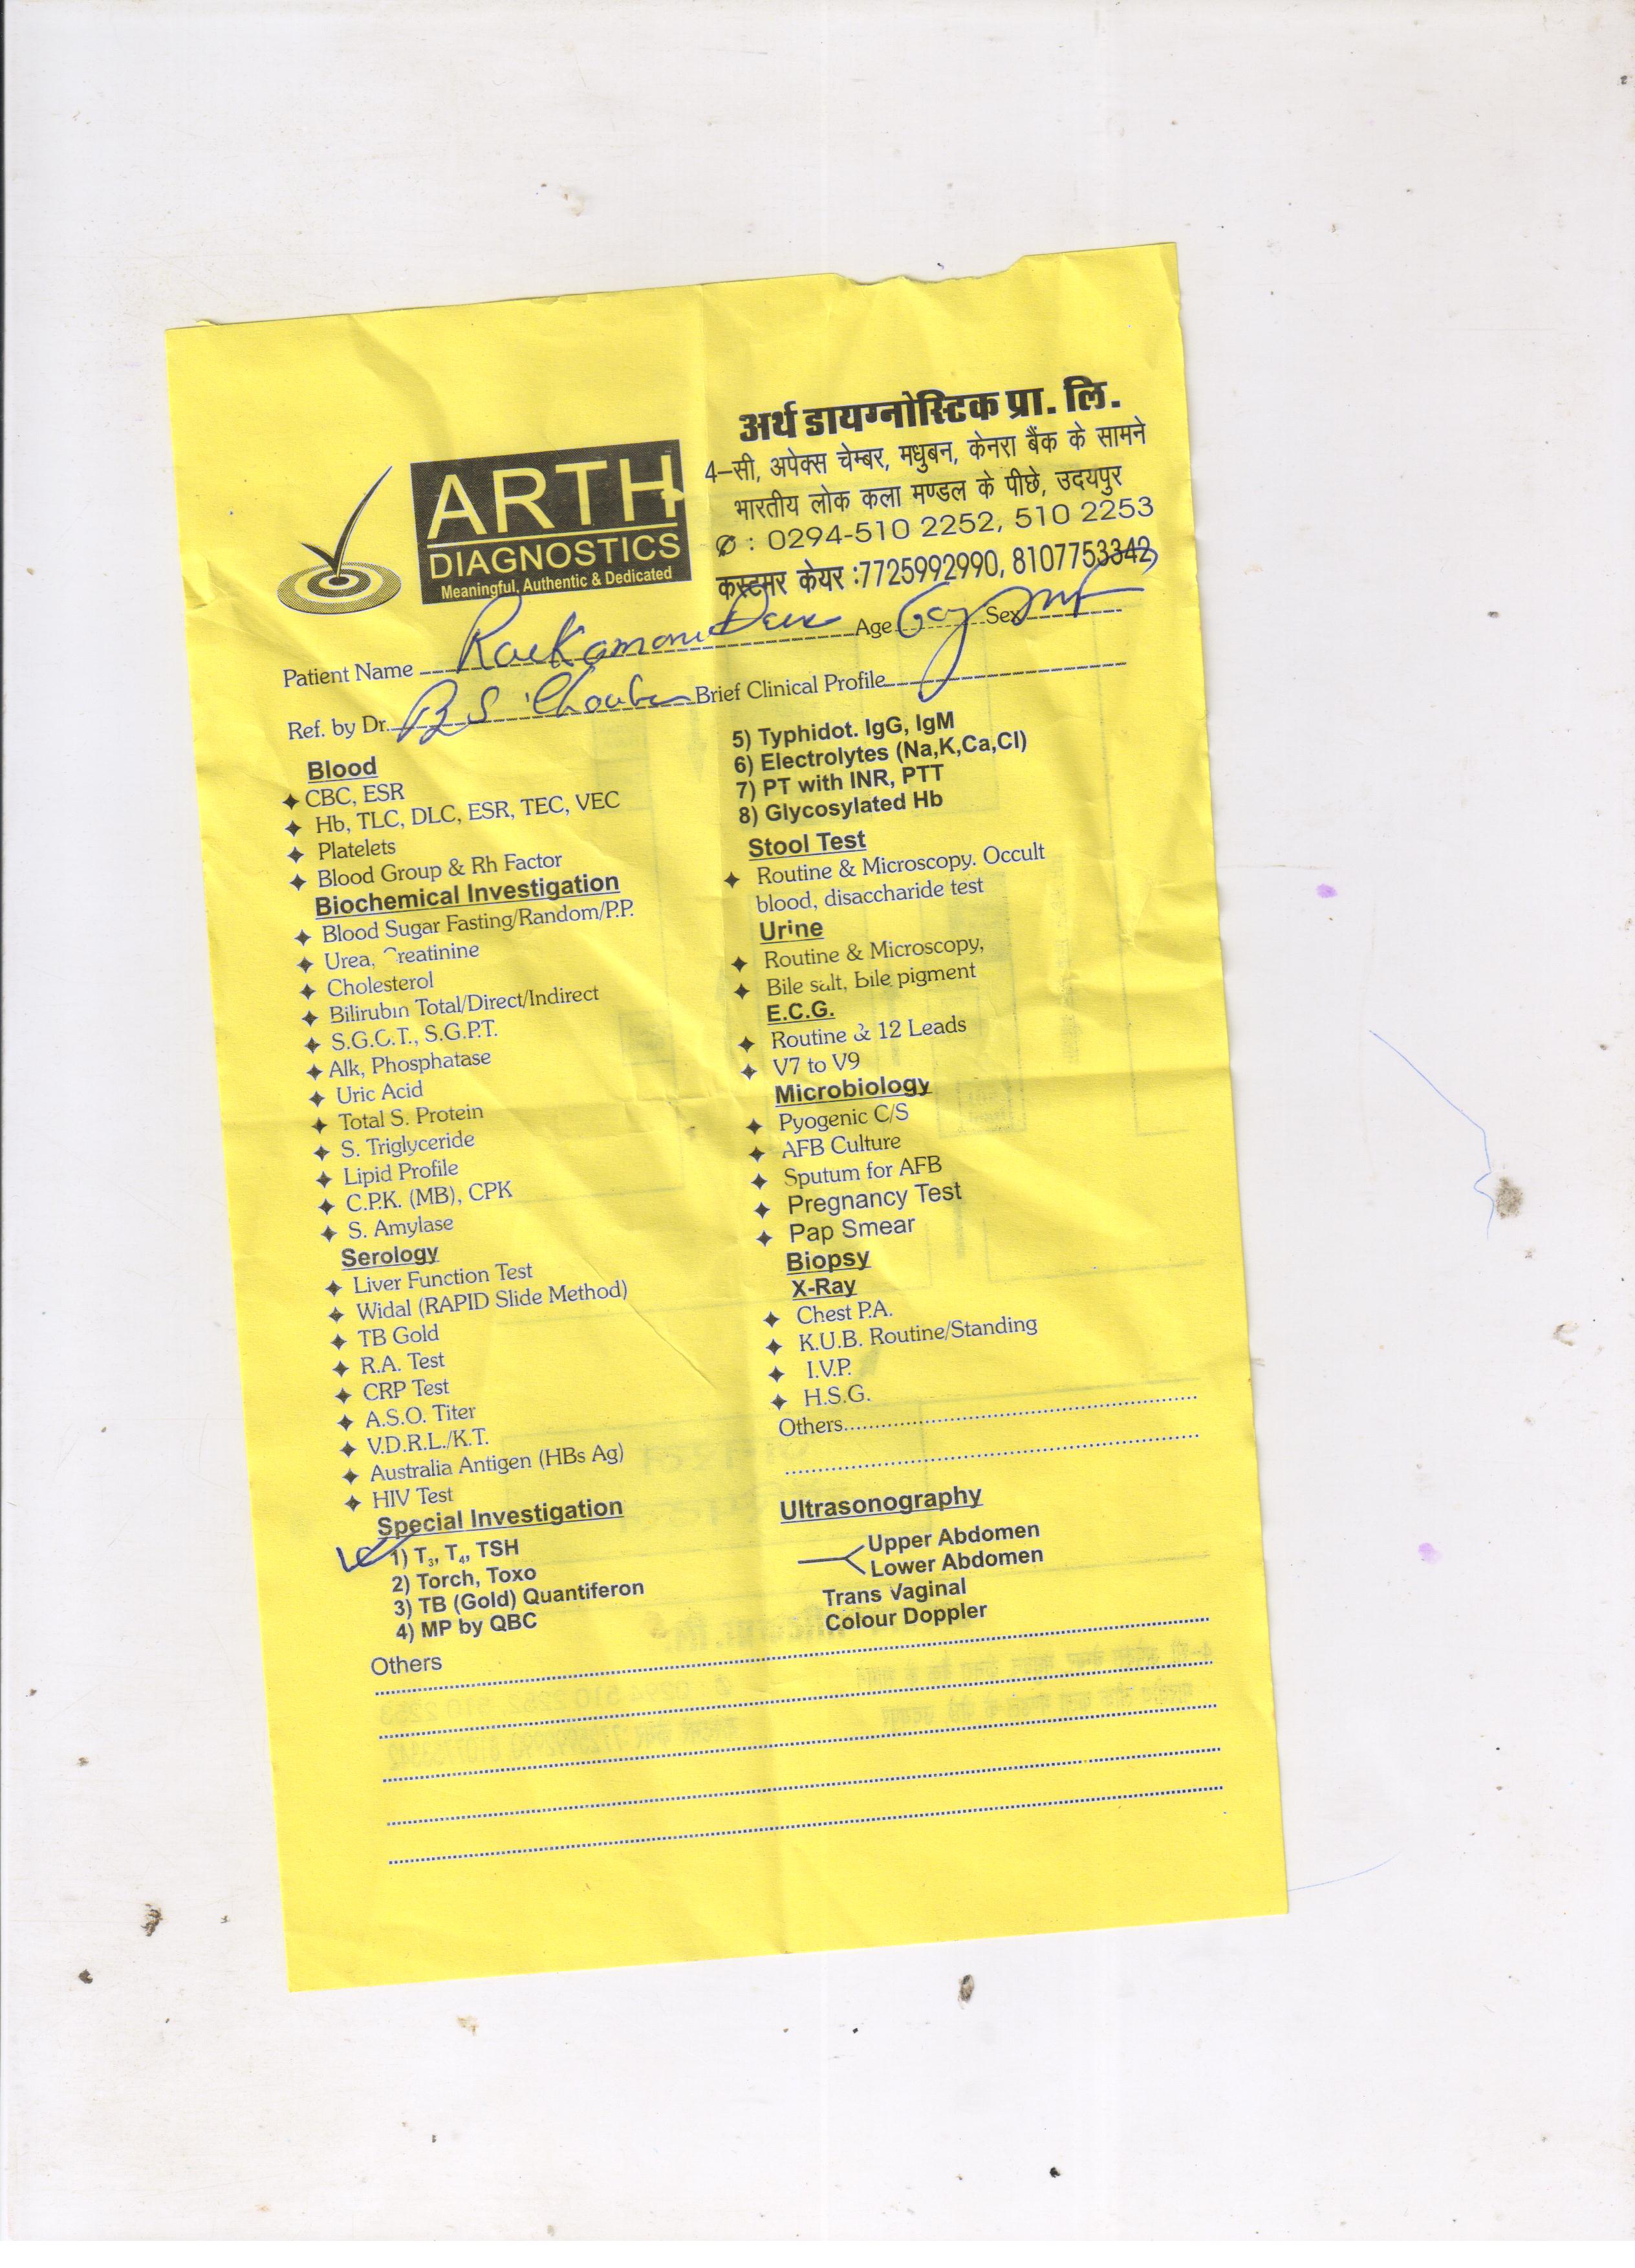 अर्थ डायग्नोस्टिक प्रा. लि.
4–सी, अपेक्स चेम्बर, मधुबन, केनरा बैंक के सामने
भारतीय लोक कला मण्डल के पीछे, उदयपुर
✆ : 0294-510 2252, 510 2253
कस्टमर केयर :7725992990, 8107753342
ARTH
DIAGNOSTICS
Meaningful, Authentic & Dedicated
Patient Name Age Sex
Ref. by Dr. BS Brief Clinical Profile
Blood
CBC, ESR
Hb, TLC, DLC, ESR, TEC, VEC
Platelets
Blood Group & Rh Factor
Biochemical Investigation
Blood Sugar Fasting/Random/P.P.
Urea, Creatinine
Cholesterol
Bilirubin Total/Direct/Indirect
S.G.O.T., S.G.P.T.
Alk, Phosphatase
Uric Acid
Total S. Protein
S. Triglyceride
Lipid Profile
C.P.K. (MB), CPK
S. Amylase
Serology
Liver Function Test
Widal (RAPID Slide Method)
TB Gold
R.A. Test
CRP Test
A.S.O. Titer
V.D.R.L./K.T.
Australia Antigen (HBs Ag)
HIV Test
Special Investigation
1) T3, T4, TSH
2) Torch, Toxo
3) TB (Gold) Quantiferon
4) MP by QBC
5) Typhidot. IgG, IgM
6) Electrolytes (Na,K,Ca,Cl)
7) PT with INR, PTT
8) Glycosylated Hb
Stool Test
Routine & Microscopy. Occult
blood, disaccharide test
Urine
Routine & Microscopy,
Bile salt, bile pigment
E.C.G.
Routine & 12 Leads
V7 to V9
Microbiology
Pyogenic C/S
AFB Culture
Sputum for AFB
Pregnancy Test
Pap Smear
Biopsy
X-Ray
Chest P.A.
K.U.B. Routine/Standing
I.V.P.
H.S.G.
Others
Ultrasonography
Upper Abdomen
Lower Abdomen
Trans Vaginal
Colour Doppler
Others